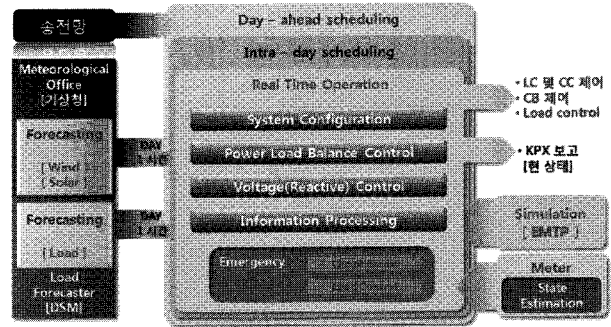 송전망
Day - ahead scheduling
Intra - day scheduling
Meteorological
Office
[기상청]
Real Time Operation
• LC 및 CC 제어
• CB 제어
• Load control
System Configuration
Forecasting
[ Wind ]
[ Solar ]
DAY
1 시간
Power Load Balance Control
• KPX 보고
[현 상태]
Voltage(Reactive) Control
Forecasting
[ Load ]
DAY
1 시간
Information Processing
Simulation
[ EMTP ]
Emergency
Load
Forecaster
[DSM]
Meter
State
Estimation